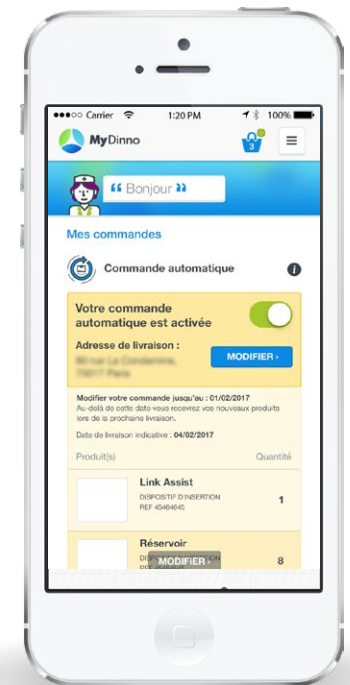 Carrier 1:20 PM 100%
MyDinno
3
“ Bonjour ”
Mes commandes
Commande automatique i
Votre commande
automatique est activée
Adresse de livraison :
MODIFIER ›
Modifier votre commande jusqu'au : 01/02/2017
Au-delà de cette date vous recevrez vos nouveaux produits
lors de la prochaine livraison.
Date de livraison indicative : 04/02/2017
Produit(s) Quantité
Link Assist
DISPOSITIF D'INSERTION 1
REF 45464645
Réservoir
MODIFIER › 8